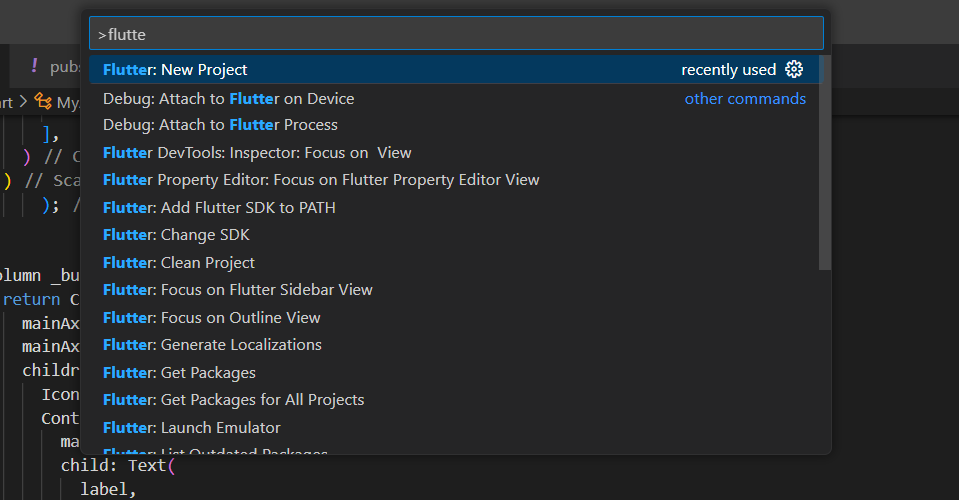 >flutte
Flutter: New Project recently used
! pubs
Debug: Attach to Flutter on Device other commands
art > My
Debug: Attach to Flutter Process
],
Flutter DevTools: Inspector: Focus on View
) // C
Flutter Property Editor: Focus on Flutter Property Editor View
) // Sca
Flutter: Add Flutter SDK to PATH
); /
Flutter: Change SDK
Flutter: Clean Project
olumn _bu
Flutter: Focus on Flutter Sidebar View
return C
Flutter: Focus on Outline View
mainAx
Flutter: Generate Localizations
mainAx
Flutter: Get Packages
childr
Flutter: Get Packages for All Projects
Icon
Flutter: Launch Emulator
Cont
ma
Flutter: List Outdated Packages
child: Text(
label,